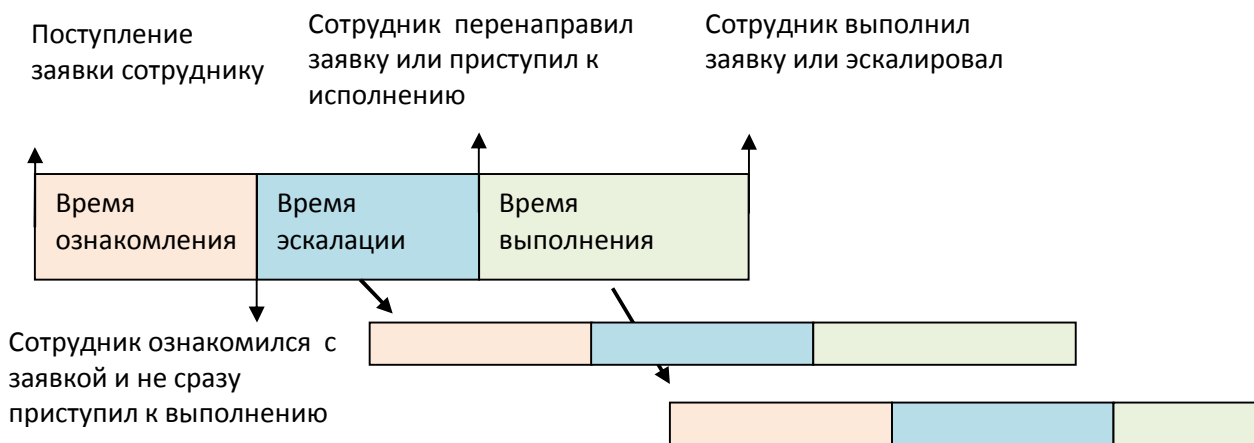 Поступление
заявки сотруднику
Сотрудник перенаправил
заявку или приступил к
исполнению
Сотрудник выполнил
заявку или эскалировал
Время
ознакомления
Время
эскалации
Время
выполнения
Сотрудник ознакомился с
заявкой и не сразу
приступил к выполнению